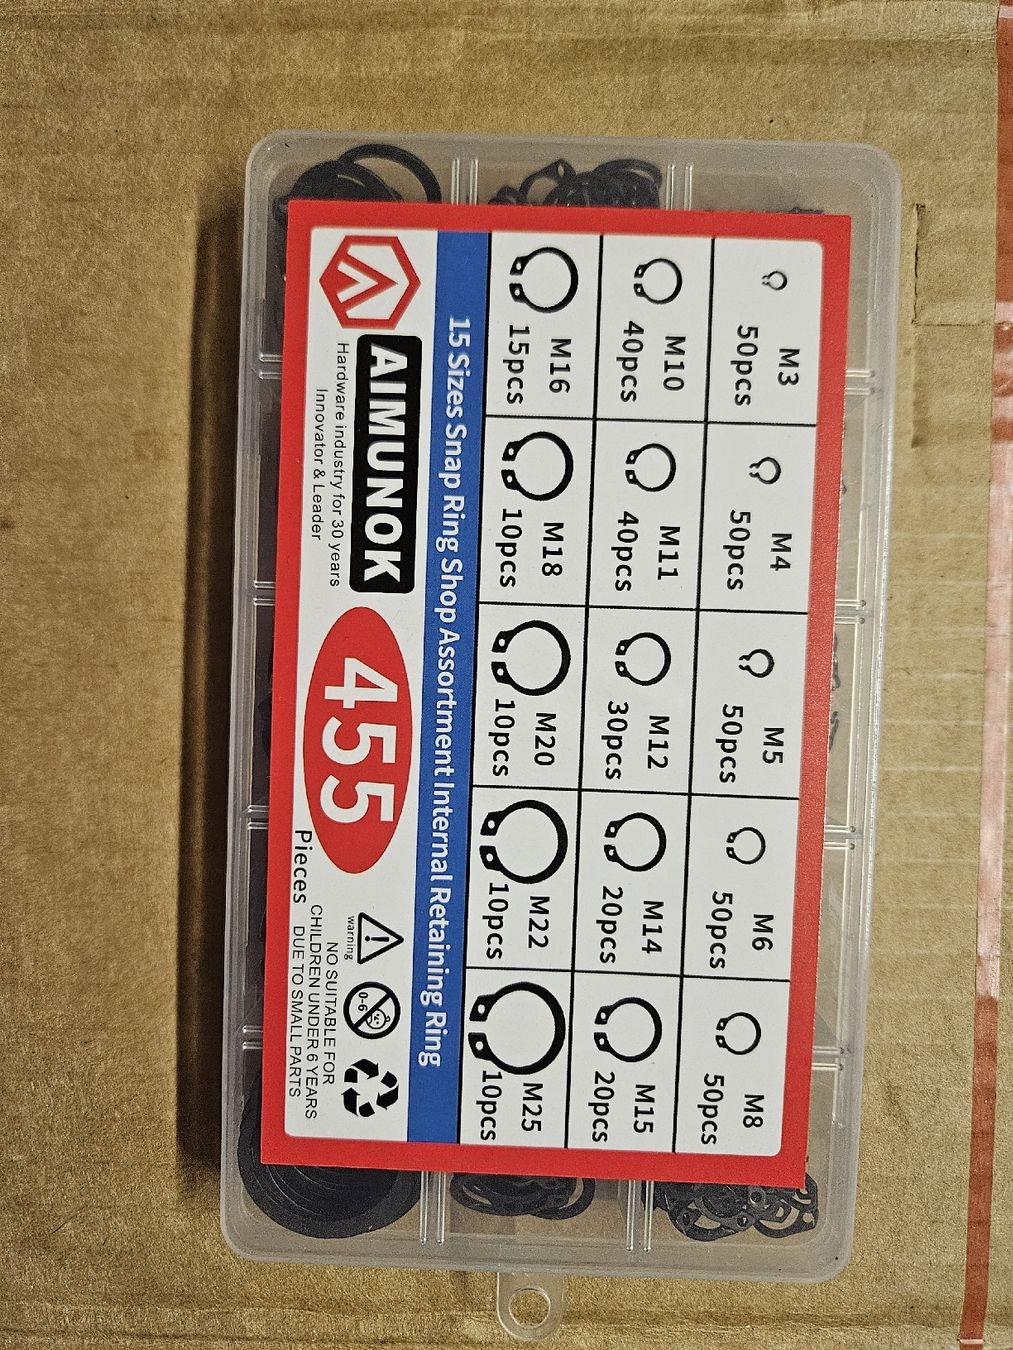 M3
50pcs
M4
50pcs
M5
50pcs
M6
50pcs
M8
50pcs
M10
40pcs
M11
40pcs
M12
30pcs
M14
20pcs
M15
20pcs
M16
15pcs
M18
10pcs
M20
10pcs
M22
10pcs
M25
10pcs
15 Sizes Snap Ring Shop Assortment Internal Retaining Ring
AIMUNOK
Hardware industry for 30 years
Innovator & Leader
455
Pieces
warning
0-6
NO SUITABLE FOR
CHILDREN UNDER 6 YEARS
DUE TO SMALL PARTS